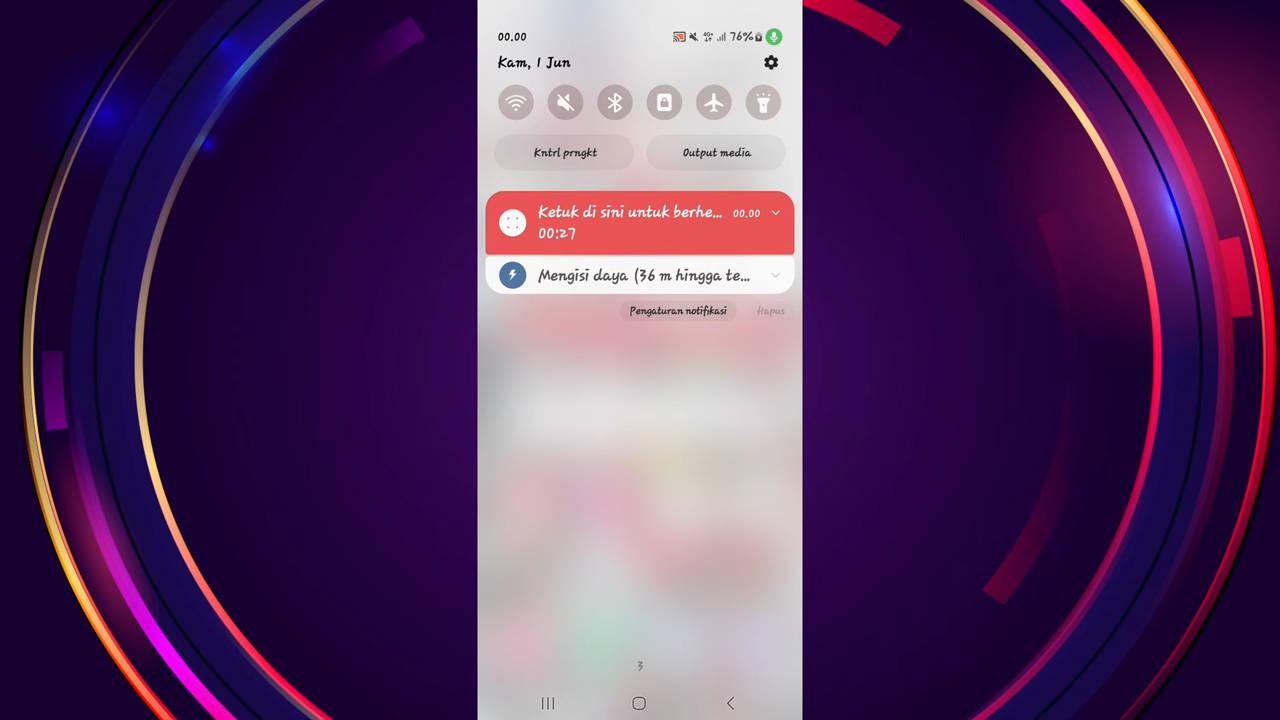 00.00 4G+ 76%
Kam, 1 Jun
Kntrl prngkt Output media
Ketuk di sini untuk berhe... 00.00
00:27
Mengisi daya (36 m hingga te...
Pengaturan notifikasi Hapus
3